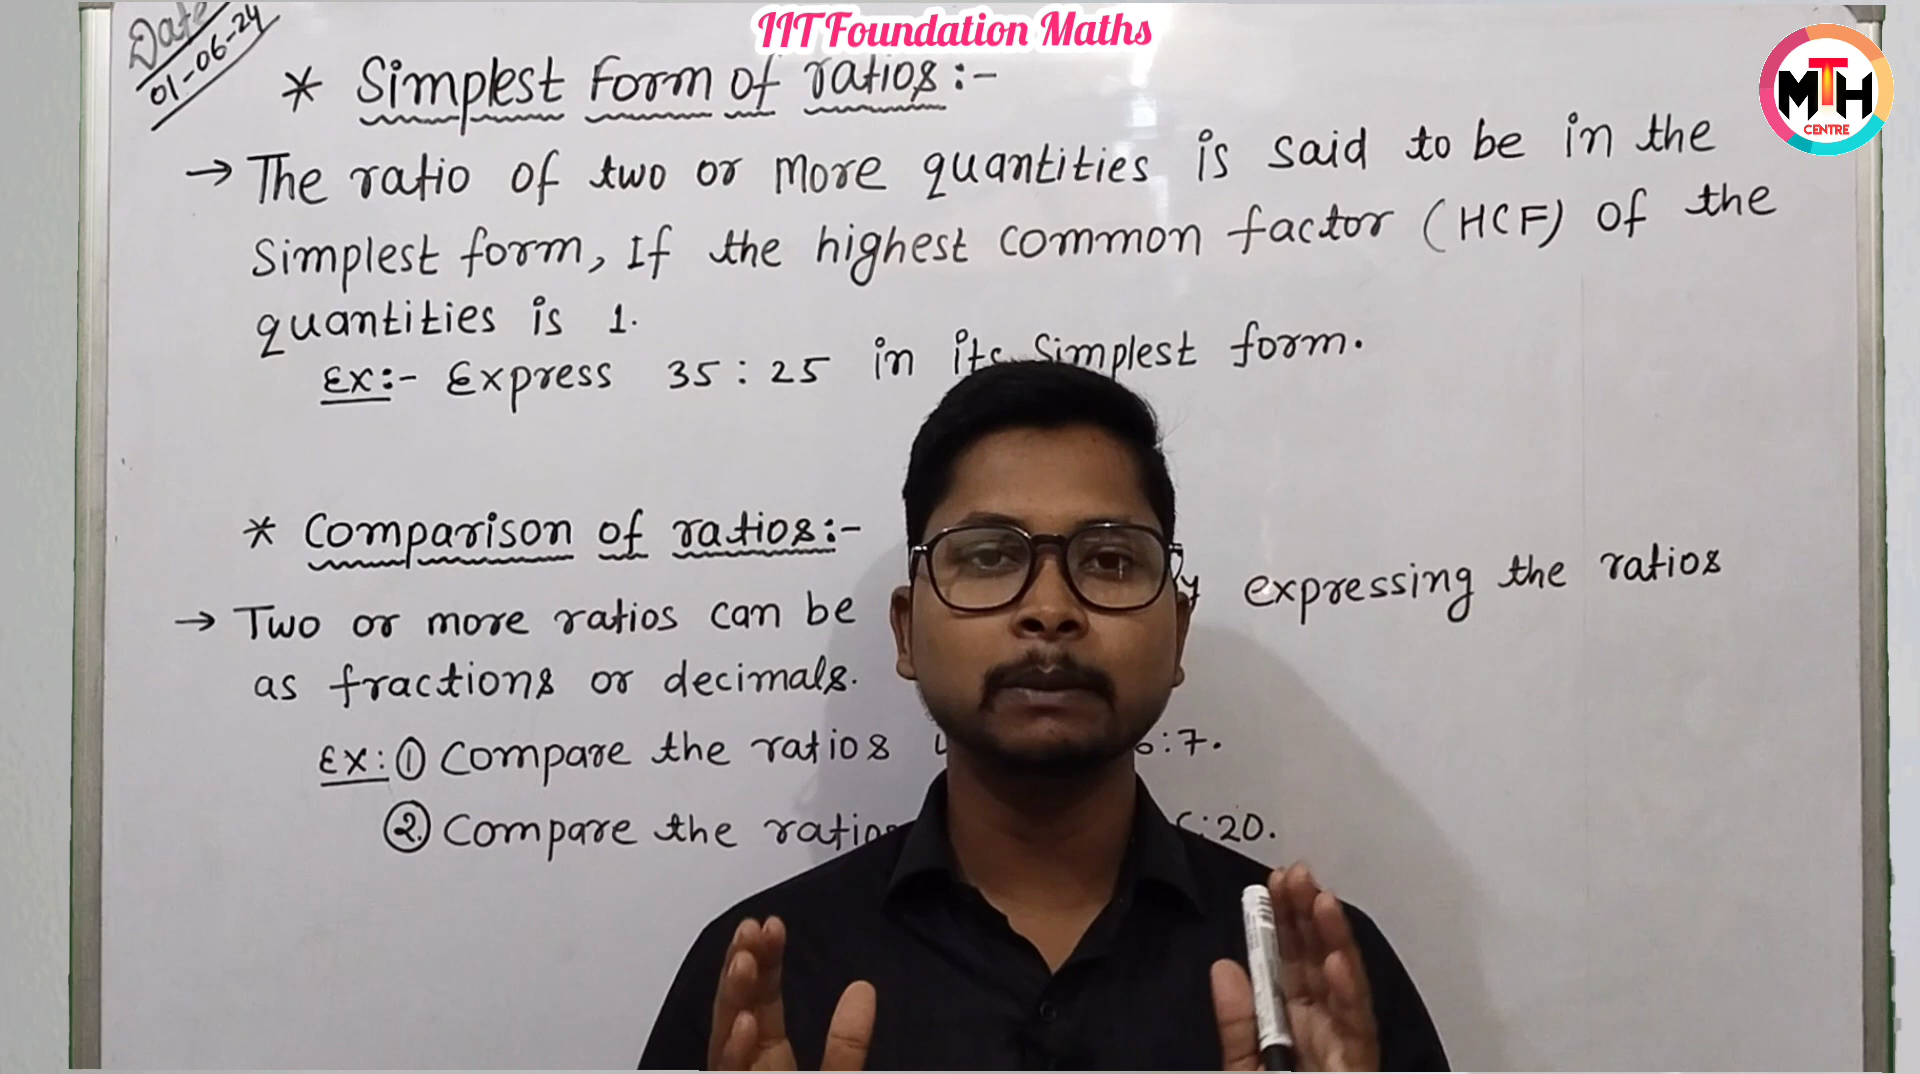 IIT Foundation Maths
MTH
CENTRE
Date
01-06-24
* Simplest form of ratios:-
→ The ratio of two or more quantities is said to be in the
Simplest form, If the highest common factor (HCF) of the
quantities is 1.
Ex:- Express 35 : 25 in its Simplest form.
* Comparison of ratios:-
→ Two or more ratios can be by expressing the ratios
as fractions or decimals.
Ex: ① Compare the ratios :7.
② Compare the ratios :20.